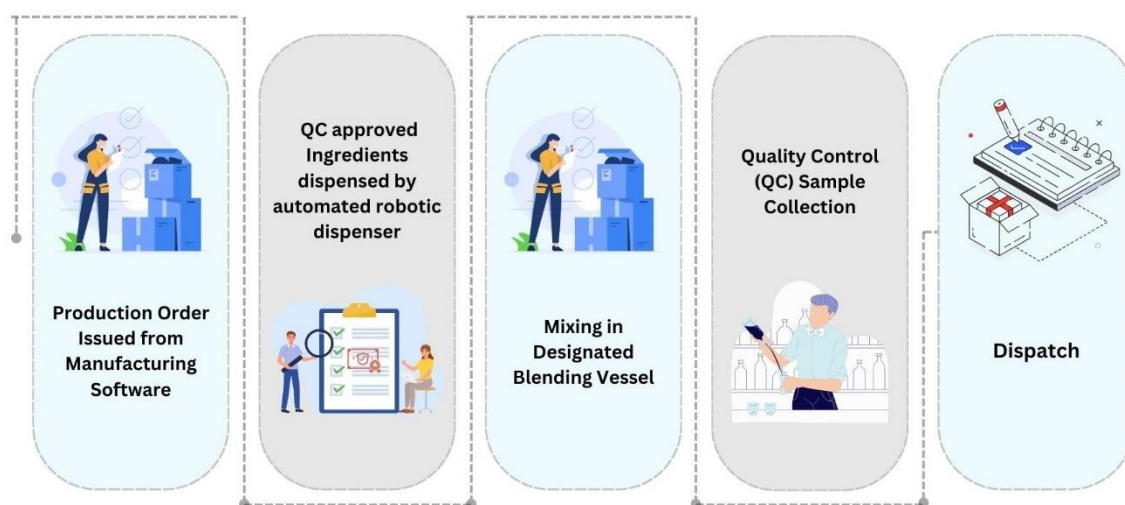 Production Order
Issued from
Manufacturing
Software
QC approved
Ingredients
dispensed by
automated robotic
dispenser
Mixing in
Designated
Blending Vessel
Quality Control
(QC) Sample
Collection
Dispatch